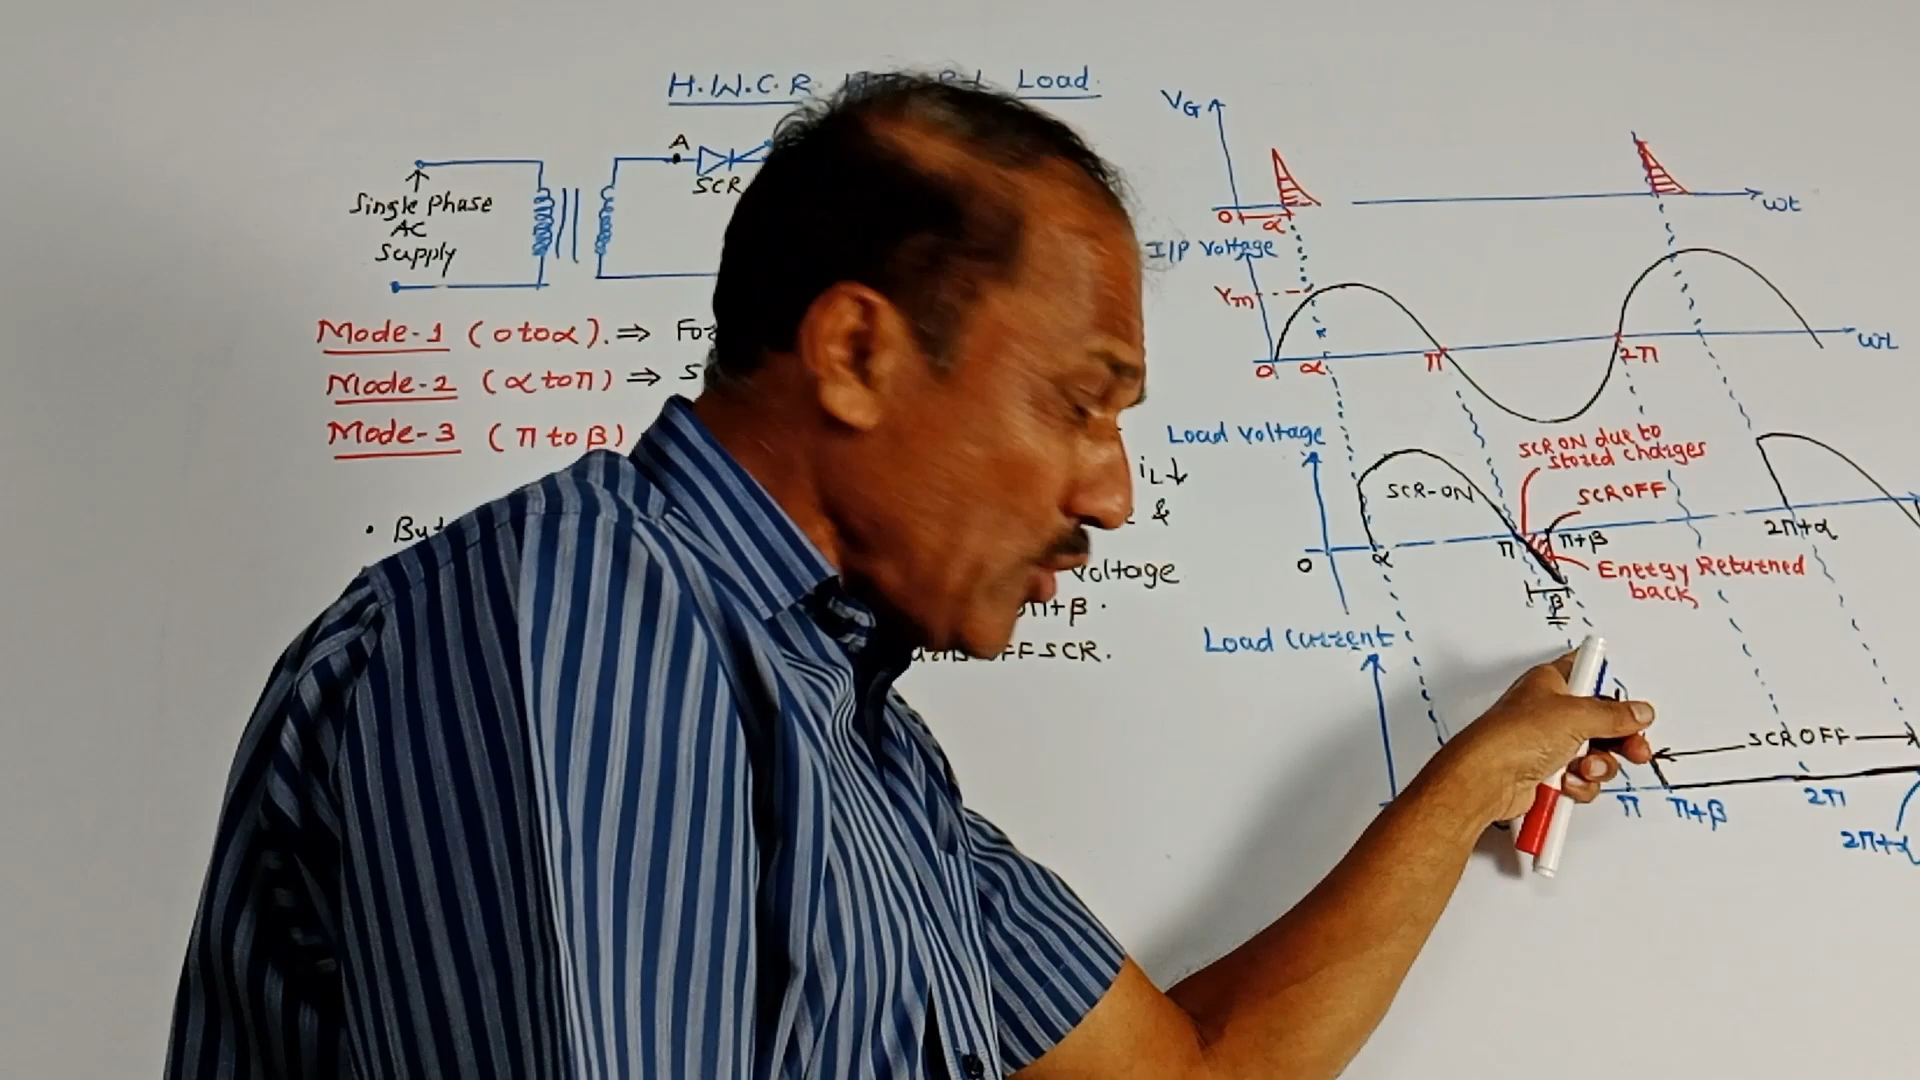 H.W.C.R. Load.
A
SCR
Single Phase
AC
Supply
Mode-1 (0 to α). ⇒
Mode-2 (α to π) ⇒ S
Mode-3 (π to β)
iL↓
• But &
voltage
π+β.
OFF SCR.
VG
0 α ωt
I/P Voltage
Vm
0 α π 2π ωt
Load voltage
SCR ON due to
stored charges
SCR-ON
SCR OFF
0 α π π+β 2π+α
Energy Returned
back
β
Load current
SCR OFF
π π+β 2π 2π+α